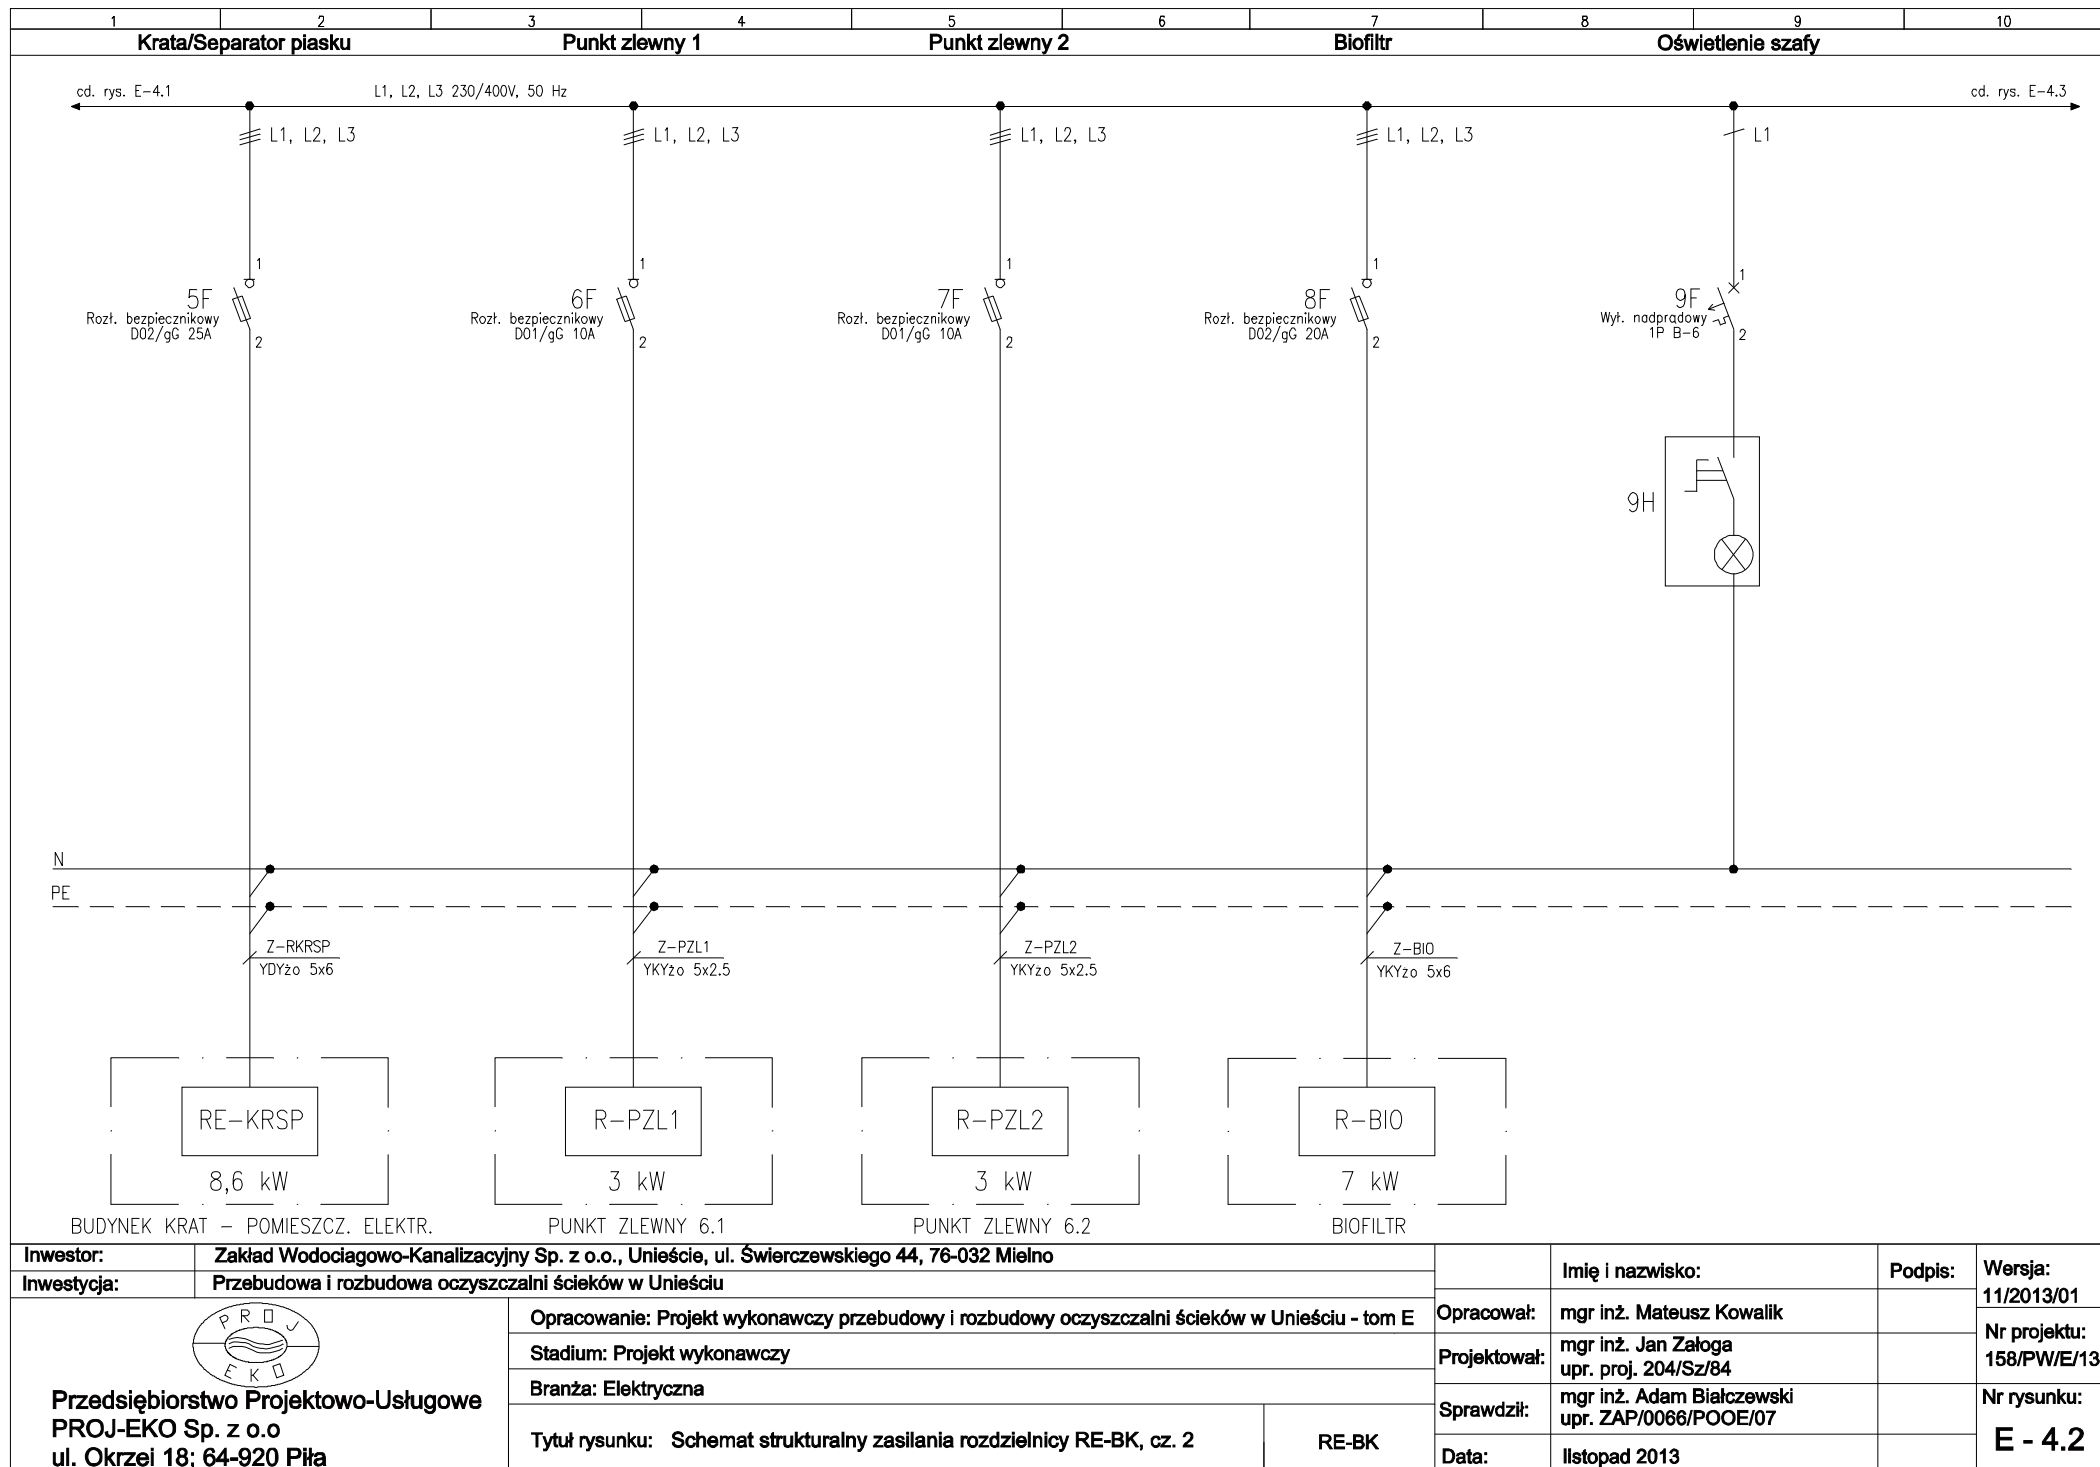 1 2 3 4 5 6 7 8 9 10
Krata/Separator piasku Punkt zlewny 1 Punkt zlewny 2 Biofiltr Oświetlenie szafy
cd. rys. E-4.1 L1, L2, L3 230/400V, 50 Hz cd. rys. E-4.3
L1, L2, L3 L1, L2, L3 L1, L2, L3 L1, L2, L3 L1
1 1 1 1 1
5F 6F 7F 8F 9F
Rozł. bezpiecznikowy Rozł. bezpiecznikowy Rozł. bezpiecznikowy Rozł. bezpiecznikowy Wył. nadprądowy
D02/gG 25A D01/gG 10A D01/gG 10A D02/gG 20A 1P B-6
2 2 2 2 2
9H
N
PE
Z-RKRSP Z-PZL1 Z-PZL2 Z-BIO
YDYżo 5x6 YKYżo 5x2.5 YKYżo 5x2.5 YKYżo 5x6
RE-KRSP R-PZL1 R-PZL2 R-BIO
8,6 kW 3 kW 3 kW 7 kW
BUDYNEK KRAT - POMIESZCZ. ELEKTR. PUNKT ZLEWNY 6.1 PUNKT ZLEWNY 6.2 BIOFILTR
Inwestor: Zakład Wodociagowo-Kanalizacyjny Sp. z o.o., Unieście, ul. Świerczewskiego 44, 76-032 Mielno
Inwestycja: Przebudowa i rozbudowa oczyszczalni ścieków w Unieściu
PROJ
EKO
Przedsiębiorstwo Projektowo-Usługowe
PROJ-EKO Sp. z o.o
ul. Okrzei 18; 64-920 Piła
Opracowanie: Projekt wykonawczy przebudowy i rozbudowy oczyszczalni ścieków w Unieściu - tom E
Stadium: Projekt wykonawczy
Branża: Elektryczna
Tytuł rysunku: Schemat strukturalny zasilania rozdzielnicy RE-BK, cz. 2 RE-BK
Imię i nazwisko: Podpis:
Opracował: mgr inż. Mateusz Kowalik
Projektował: mgr inż. Jan Załoga
upr. proj. 204/Sz/84
Sprawdził: mgr inż. Adam Białczewski
upr. ZAP/0066/POOE/07
Data: listopad 2013
Wersja:
11/2013/01
Nr projektu:
158/PW/E/13
Nr rysunku:
E - 4.2